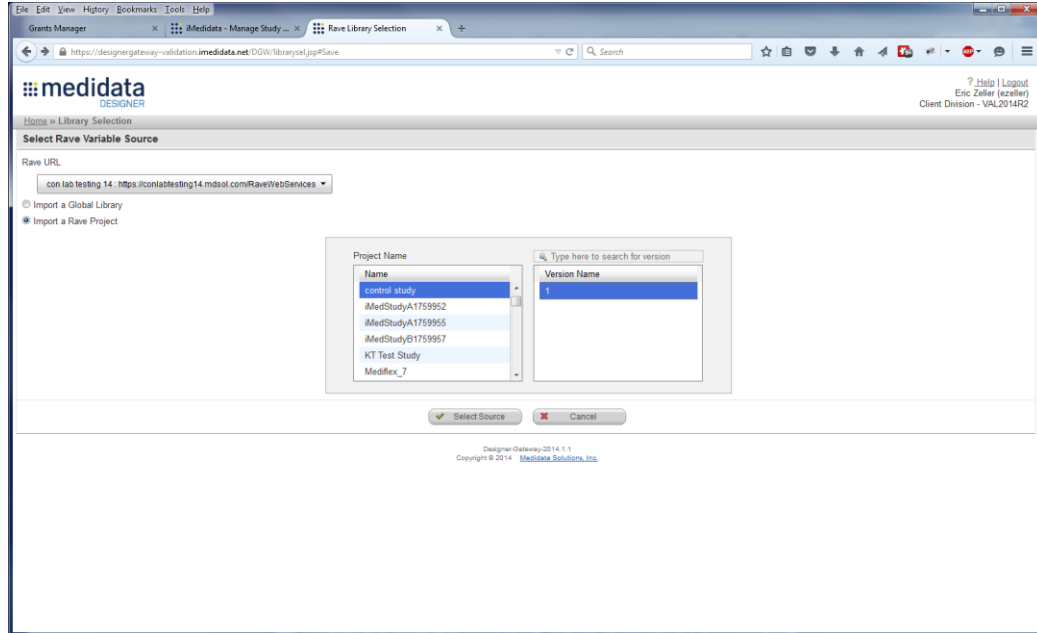 File Edit View History Bookmarks Tools Help
Grants Manager × iMedidata - Manage Study ... × Rave Library Selection × +
https://designergateway-validation.imedidata.net/DGW/librarysel.jsp#Save Search
medidata
DESIGNER
? Help | Logout
Eric Zeller (ezeller)
Client Division - VAL2014R2
Home » Library Selection
Select Rave Variable Source
Rave URL
con lab testing 14 : https://conlabtesting14.mdsol.com/RaveWebServices
Import a Global Library
Import a Rave Project
Project Name Type here to search for version
Name Version Name
control study 1
iMedStudyA1759952
iMedStudyA1759955
iMedStudyB1759957
KT Test Study
Mediflex_7
Select Source Cancel
Designer-Gateway-2014.1.1
Copyright © 2014 Medidata Solutions, Inc.